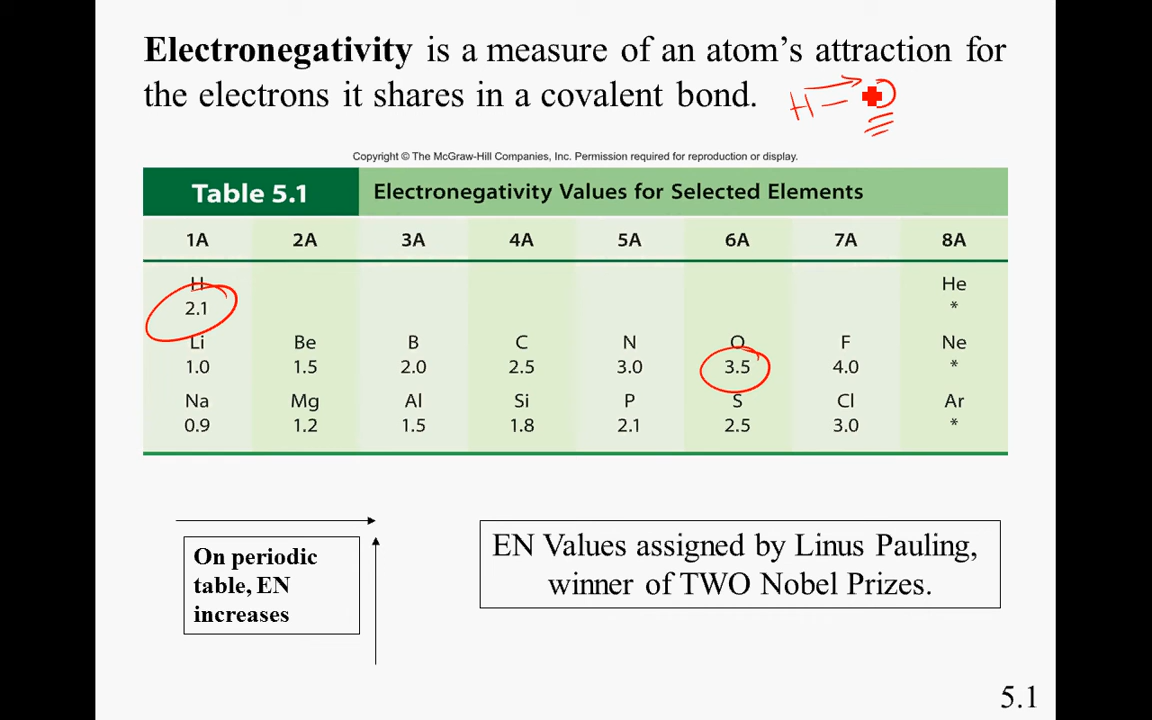 Electronegativity is a measure of an atom's attraction for
the electrons it shares in a covalent bond.
H – O
Copyright © The McGraw-Hill Companies, Inc. Permission required for reproduction or display.
Table 5.1 Electronegativity Values for Selected Elements
1A 2A 3A 4A 5A 6A 7A 8A
H He
2.1 *
Li Be B C N O F Ne
1.0 1.5 2.0 2.5 3.0 3.5 4.0 *
Na Mg Al Si P S Cl Ar
0.9 1.2 1.5 1.8 2.1 2.5 3.0 *
On periodic
table, EN
increases
EN Values assigned by Linus Pauling,
winner of TWO Nobel Prizes.
5.1